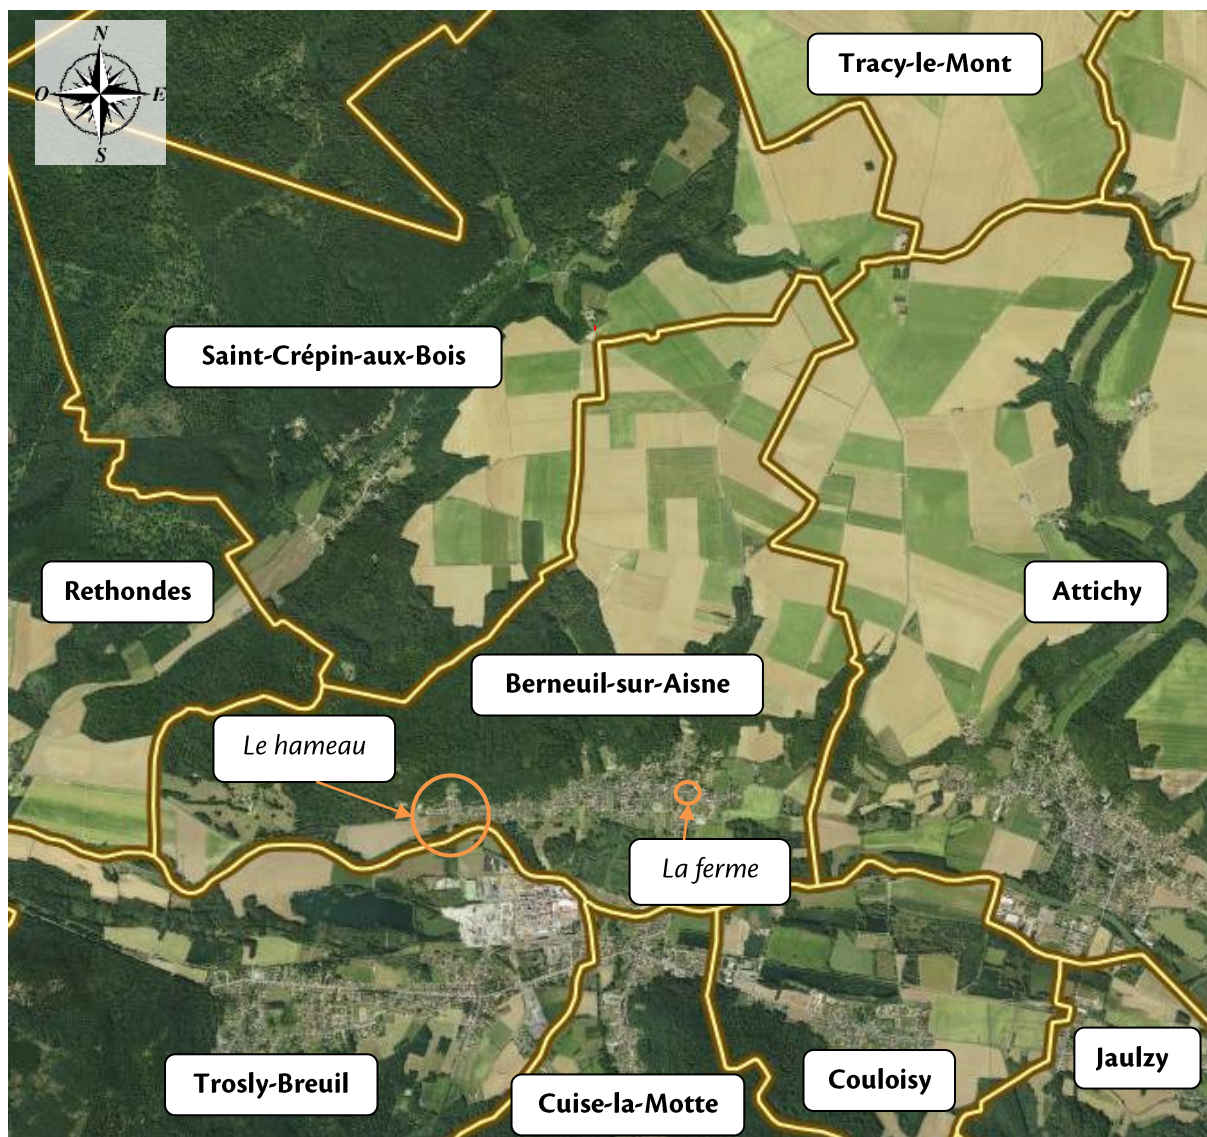 N
O
E
S
Tracy-le-Mont
Saint-Crépin-aux-Bois
Rethondes
Attichy
Berneuil-sur-Aisne
Le hameau
La ferme
Trosly-Breuil
Cuise-la-Motte
Couloisy
Jaulzy